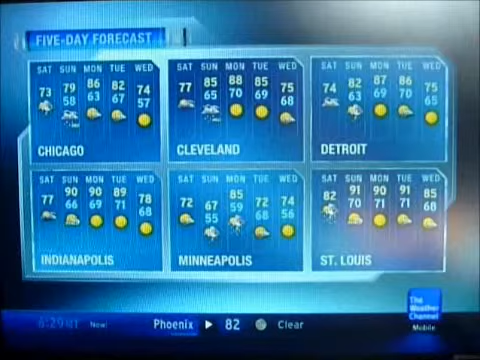 FIVE-DAY FORECAST
SAT SUN MON TUE WED
73 79 86 82 74
58 63 67 57
CHICAGO
SAT SUN MON TUE WED
77 85 88 85 75
65 70 69 68
CLEVELAND
SAT SUN MON TUE WED
74 82 87 86 75
63 69 70 65
DETROIT
SAT SUN MON TUE WED
77 90 90 89 78
66 69 71 68
INDIANAPOLIS
SAT SUN MON TUE WED
72 67 85 72 74
55 59 68 56
MINNEAPOLIS
SAT SUN MON TUE WED
82 91 90 91 85
70 71 71 68
ST. LOUIS
The
Weather
Channel
Mobile
6:29 Now: Phoenix 82 Clear